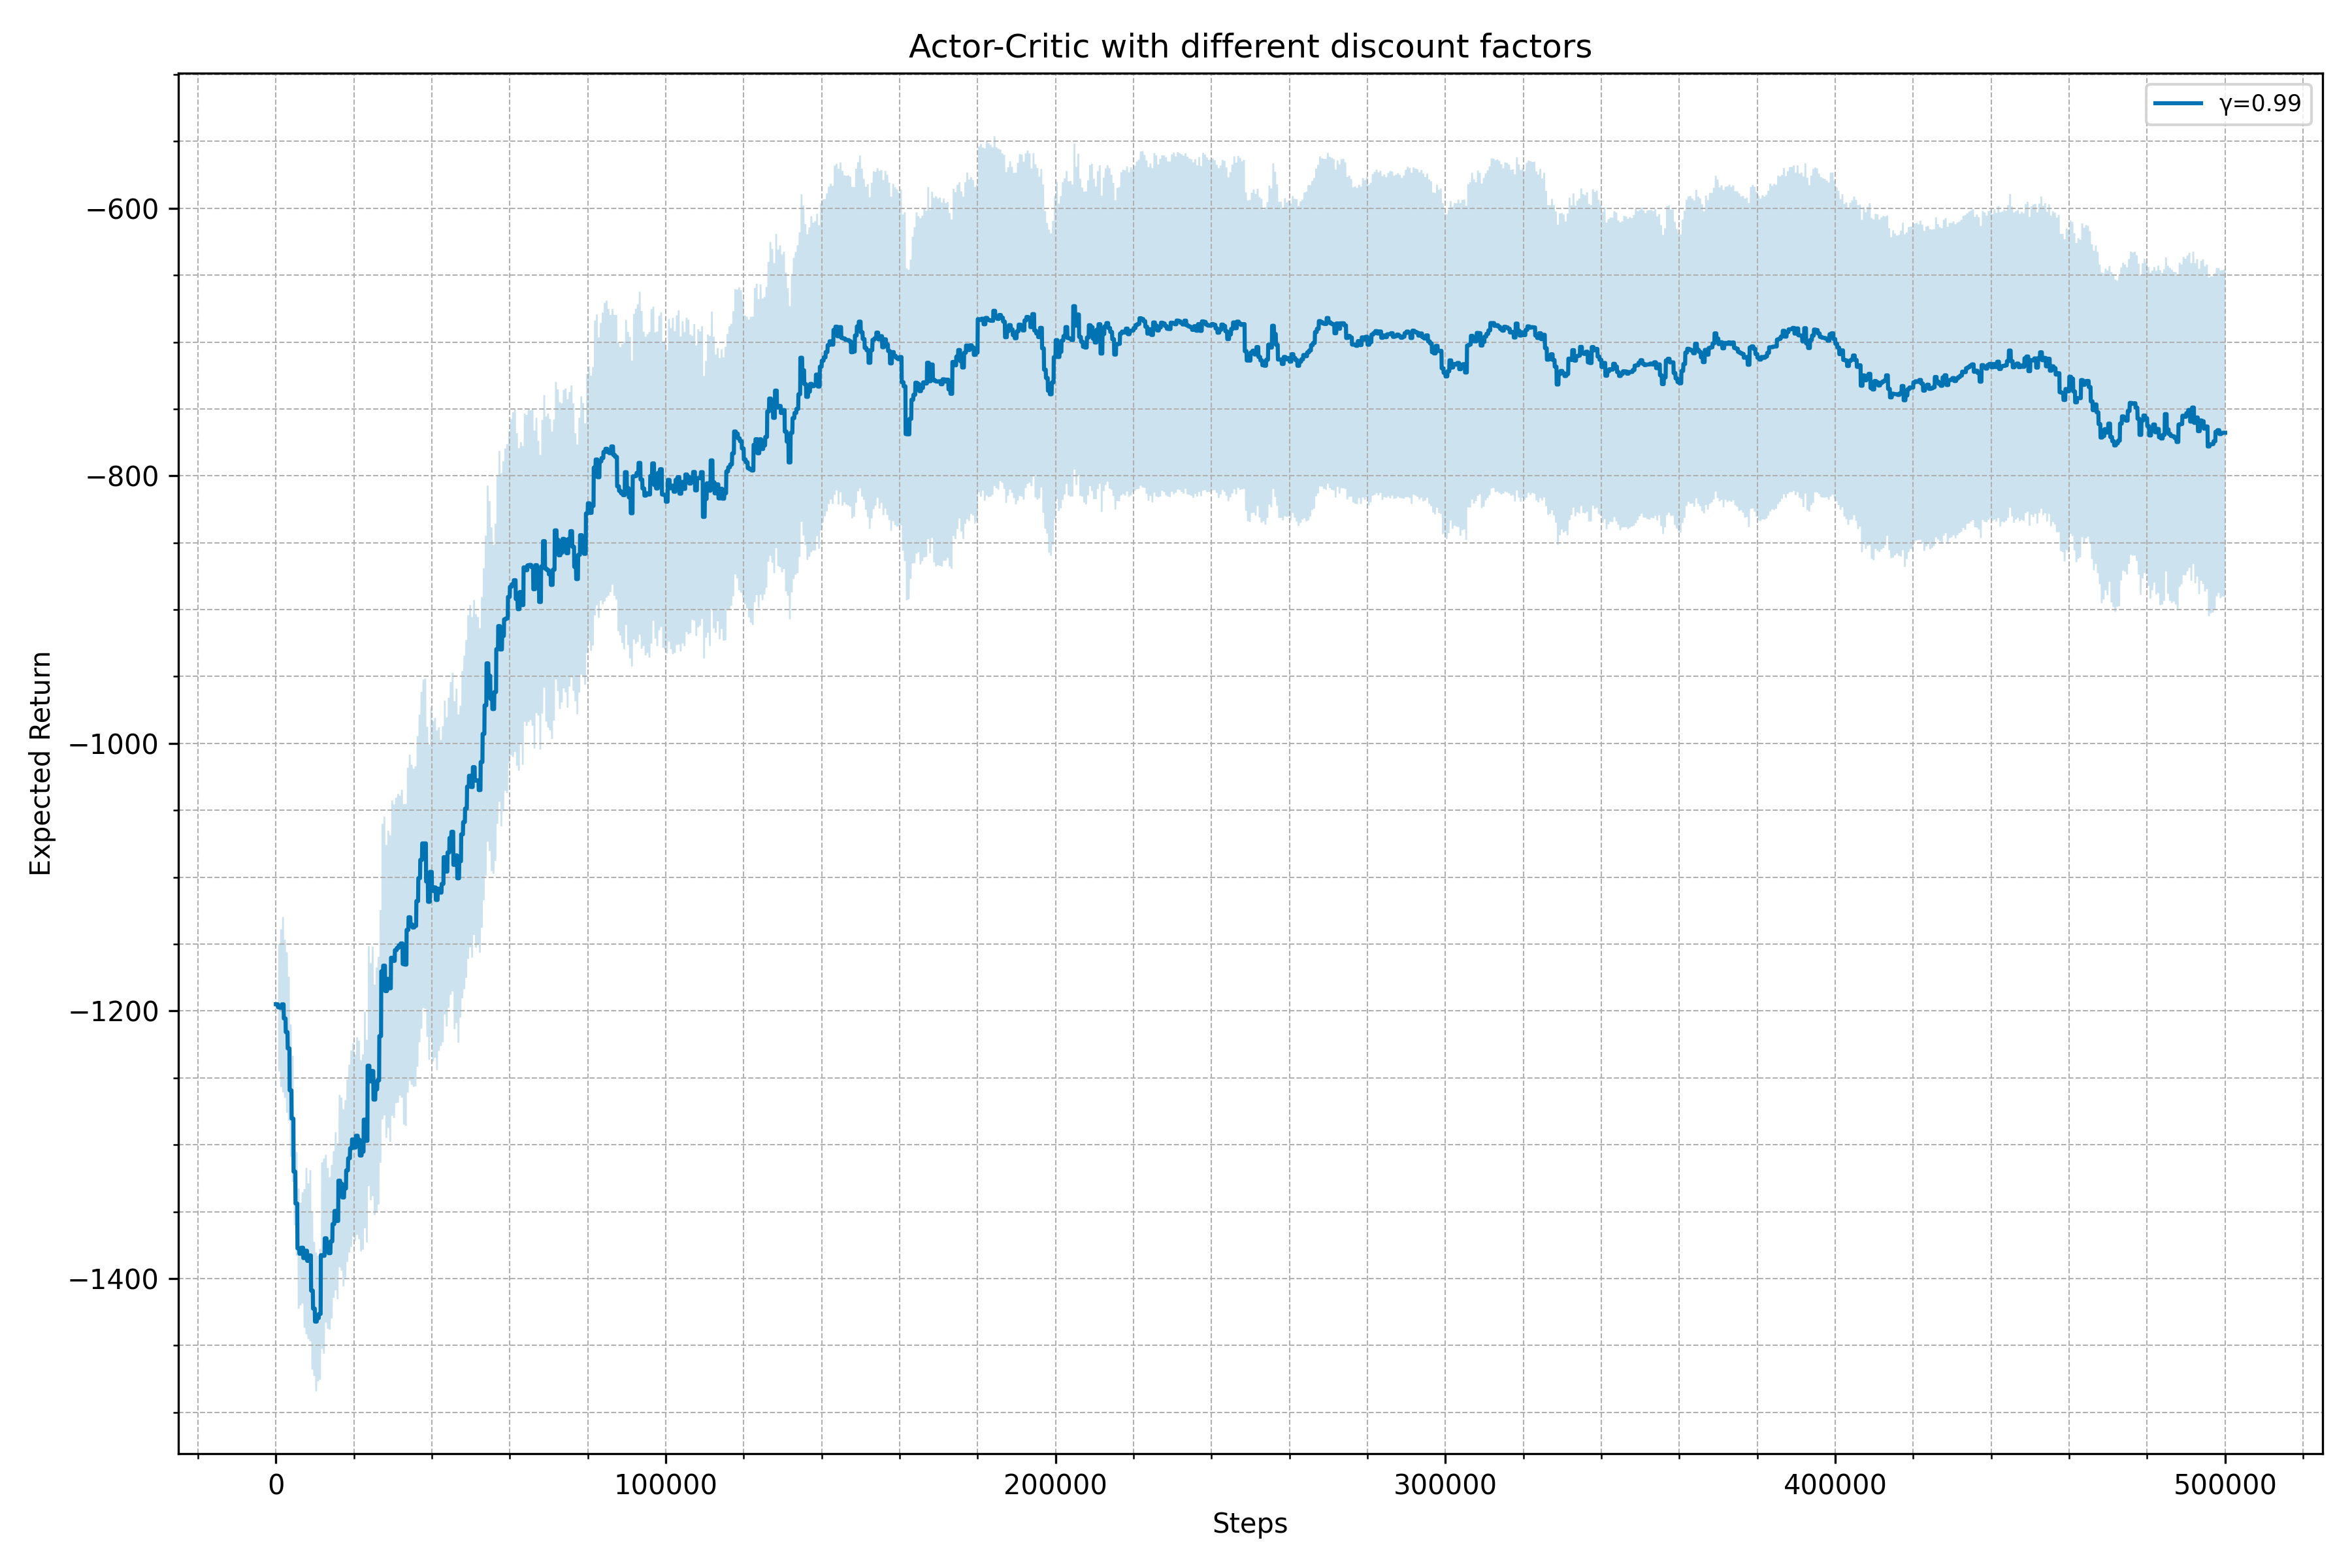 Actor-Critic with different discount factors
γ=0.99
Expected Return
−600
−800
−1000
−1200
−1400
0 100000 200000 300000 400000 500000
Steps